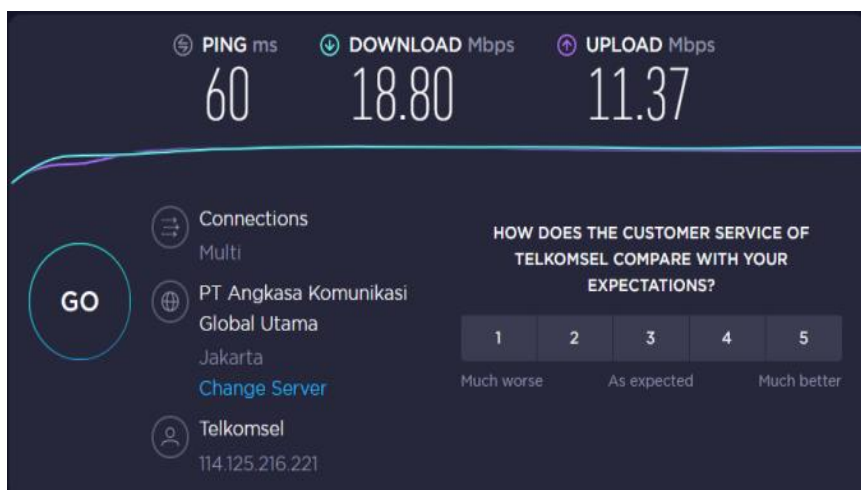 PING ms
60
DOWNLOAD Mbps
18.80
UPLOAD Mbps
11.37
GO
Connections
Multi
PT Angkasa Komunikasi
Global Utama
Jakarta
Change Server
Telkomsel
114.125.216.221
HOW DOES THE CUSTOMER SERVICE OF
TELKOMSEL COMPARE WITH YOUR
EXPECTATIONS?
1 2 3 4 5
Much worse As expected Much better